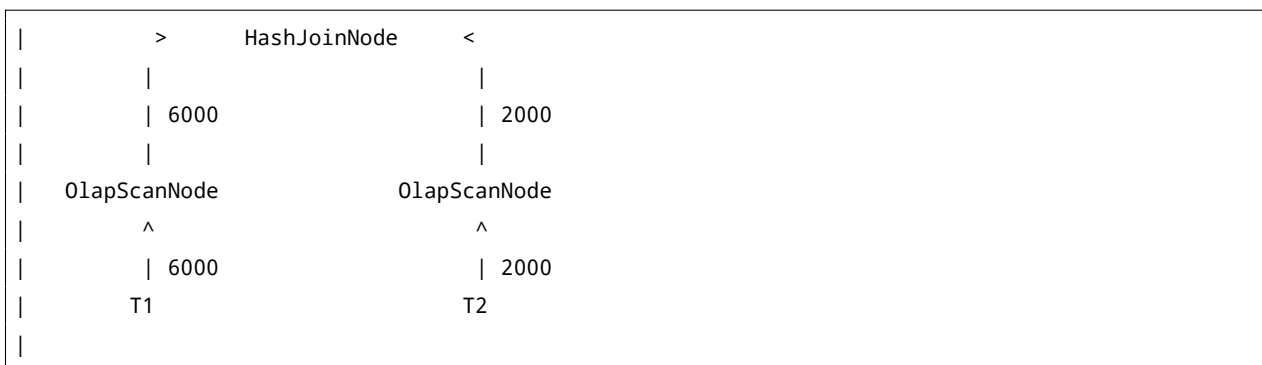 |          >      HashJoinNode     <
|         |                         |
|         | 6000                    | 2000
|         |                         |
|   OlapScanNode              OlapScanNode
|         ^                         ^
|         | 6000                    | 2000
|        T1                        T2
|